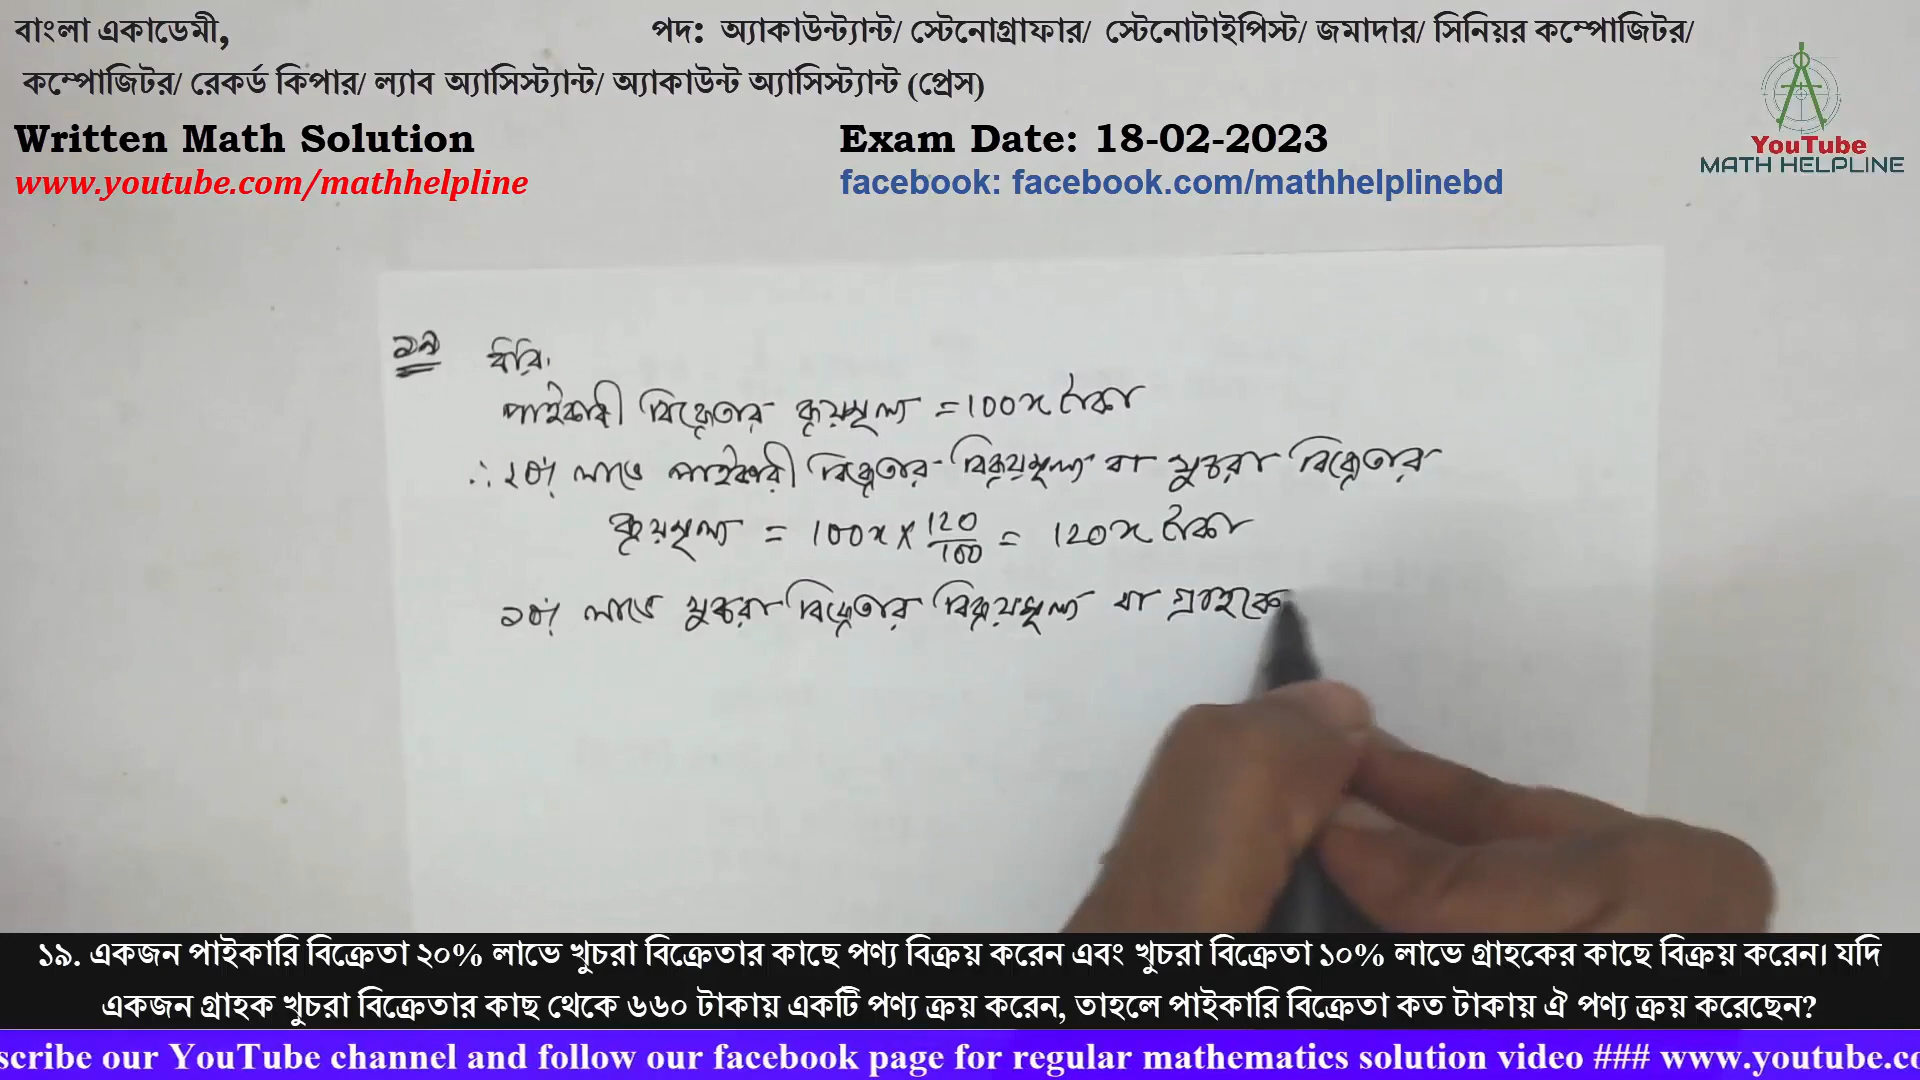 বাংলা একাডেমী, পদ: অ্যাকাউন্ট্যান্ট/ স্টেনোগ্রাফার/ স্টেনোটাইপিস্ট/ জমাদার/ সিনিয়র কম্পোজিটর/
কম্পোজিটর/ রেকর্ড কিপার/ ল্যাব অ্যাসিস্ট্যান্ট/ অ্যাকাউন্ট অ্যাসিস্ট্যান্ট (প্রেস)
Written Math Solution Exam Date: 18-02-2023
www.youtube.com/mathhelpline facebook: facebook.com/mathhelplinebd
YouTube
MATH HELPLINE
১৯ ধরি,
পাইকারী বিক্রেতার ক্রয়মূল্য = 100x টাকা
∴ ২০% লাভে পাইকারী বিক্রেতার বিক্রয়মূল্য বা খুচরা বিক্রেতার
ক্রয়মূল্য = 100x × 120/100 = 120x টাকা
১০% লাভে খুচরা বিক্রেতার বিক্রয়মূল্য বা গ্রাহকে
১৯. একজন পাইকারি বিক্রেতা ২০% লাভে খুচরা বিক্রেতার কাছে পণ্য বিক্রয় করেন এবং খুচরা বিক্রেতা ১০% লাভে গ্রাহকের কাছে বিক্রয় করেন। যদি
একজন গ্রাহক খুচরা বিক্রেতার কাছ থেকে ৬৬০ টাকায় একটি পণ্য ক্রয় করেন, তাহলে পাইকারি বিক্রেতা কত টাকায় ঐ পণ্য ক্রয় করেছেন?
scribe our YouTube channel and follow our facebook page for regular mathematics solution video ### www.youtube.co